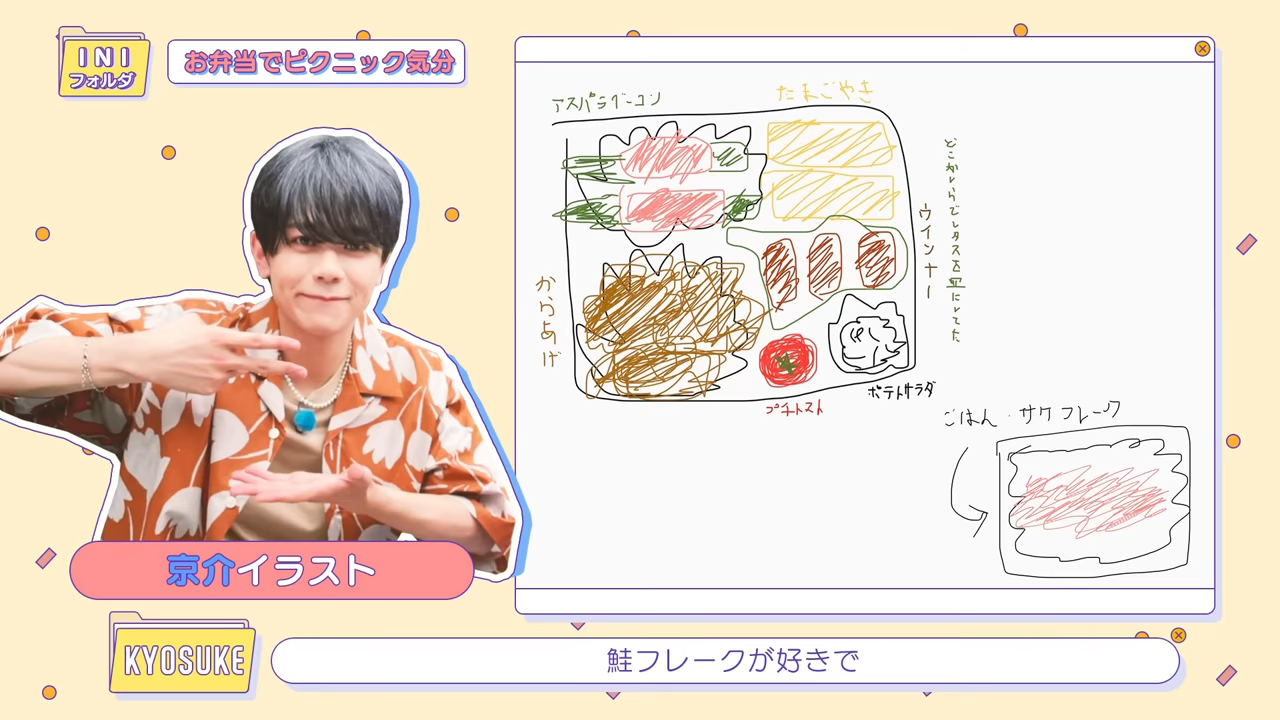 INI
フォルダ
お弁当でピクニック気分
アスパラベーコン
たまごやき
ウインナー
どこからでレタスを皿にしてた
からあげ
プチトマト
ポテトサラダ
ごはん・サケフレーク
京介イラスト
KYOSUKE
鮭フレークが好きで